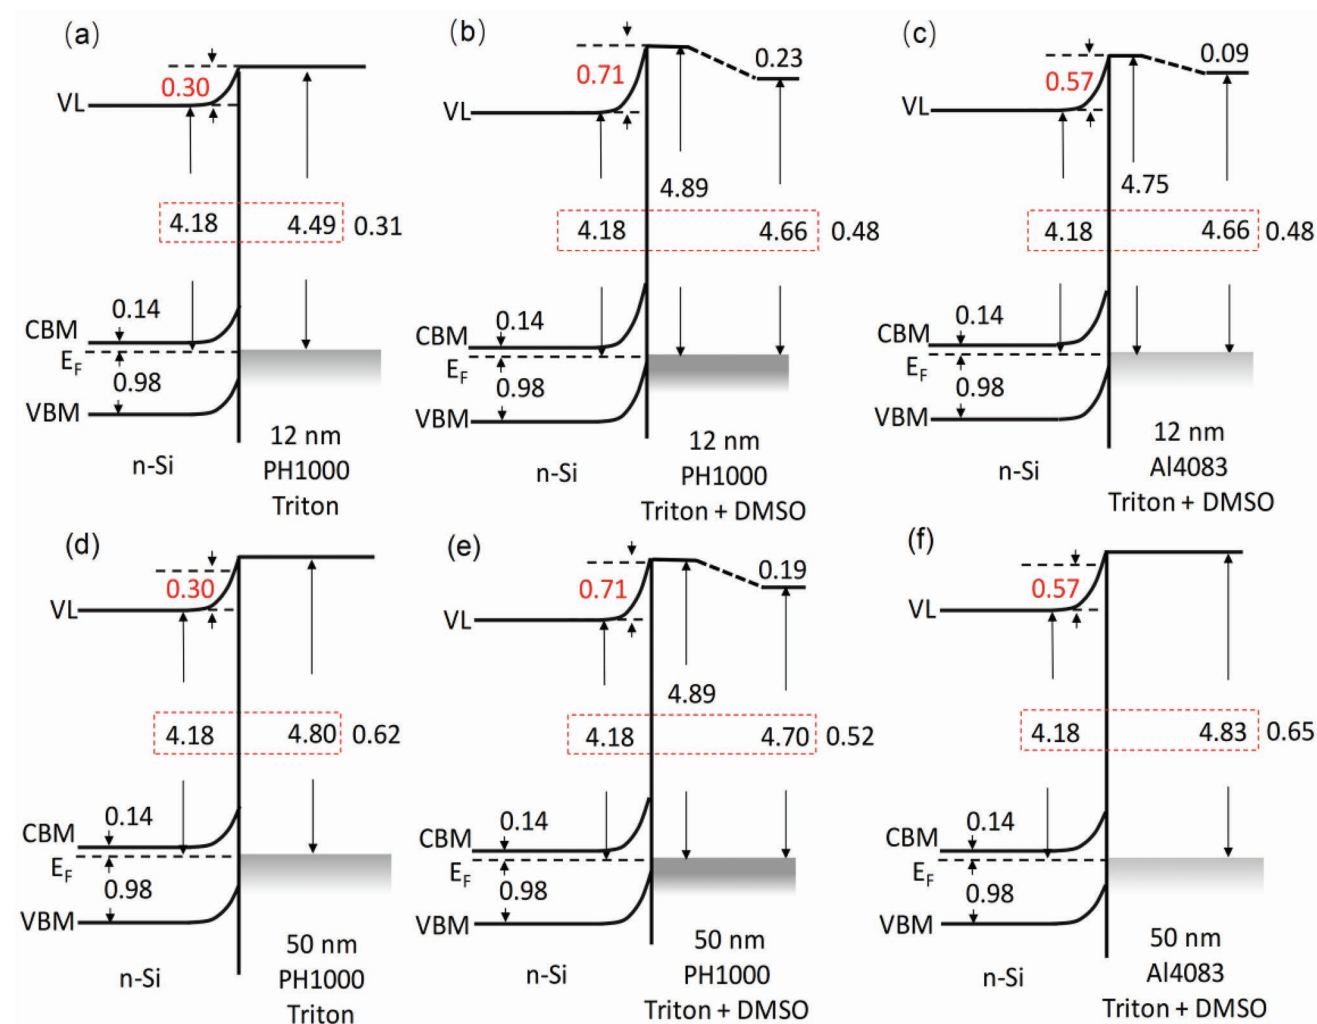 (a)
0.30
VL
4.18 4.49 0.31
0.14
CBM
EF
0.98
VBM
12 nm
n-Si PH1000
Triton
(b)
0.23
0.71
VL
4.89
4.18 4.66 0.48
0.14
CBM
EF
0.98
VBM
12 nm
n-Si PH1000
Triton + DMSO
(c)
0.09
0.57
VL
4.75
4.18 4.66 0.48
0.14
CBM
EF
0.98
VBM
12 nm
n-Si Al4083
Triton + DMSO
(d)
0.30
VL
4.18 4.80 0.62
0.14
CBM
EF
0.98
VBM
50 nm
n-Si PH1000
Triton
(e)
0.19
0.71
VL
4.89
4.18 4.70 0.52
0.14
CBM
EF
0.98
VBM
50 nm
n-Si PH1000
Triton + DMSO
(f)
0.57
VL
4.18 4.83 0.65
0.14
CBM
EF
0.98
VBM
50 nm
n-Si Al4083
Triton + DMSO